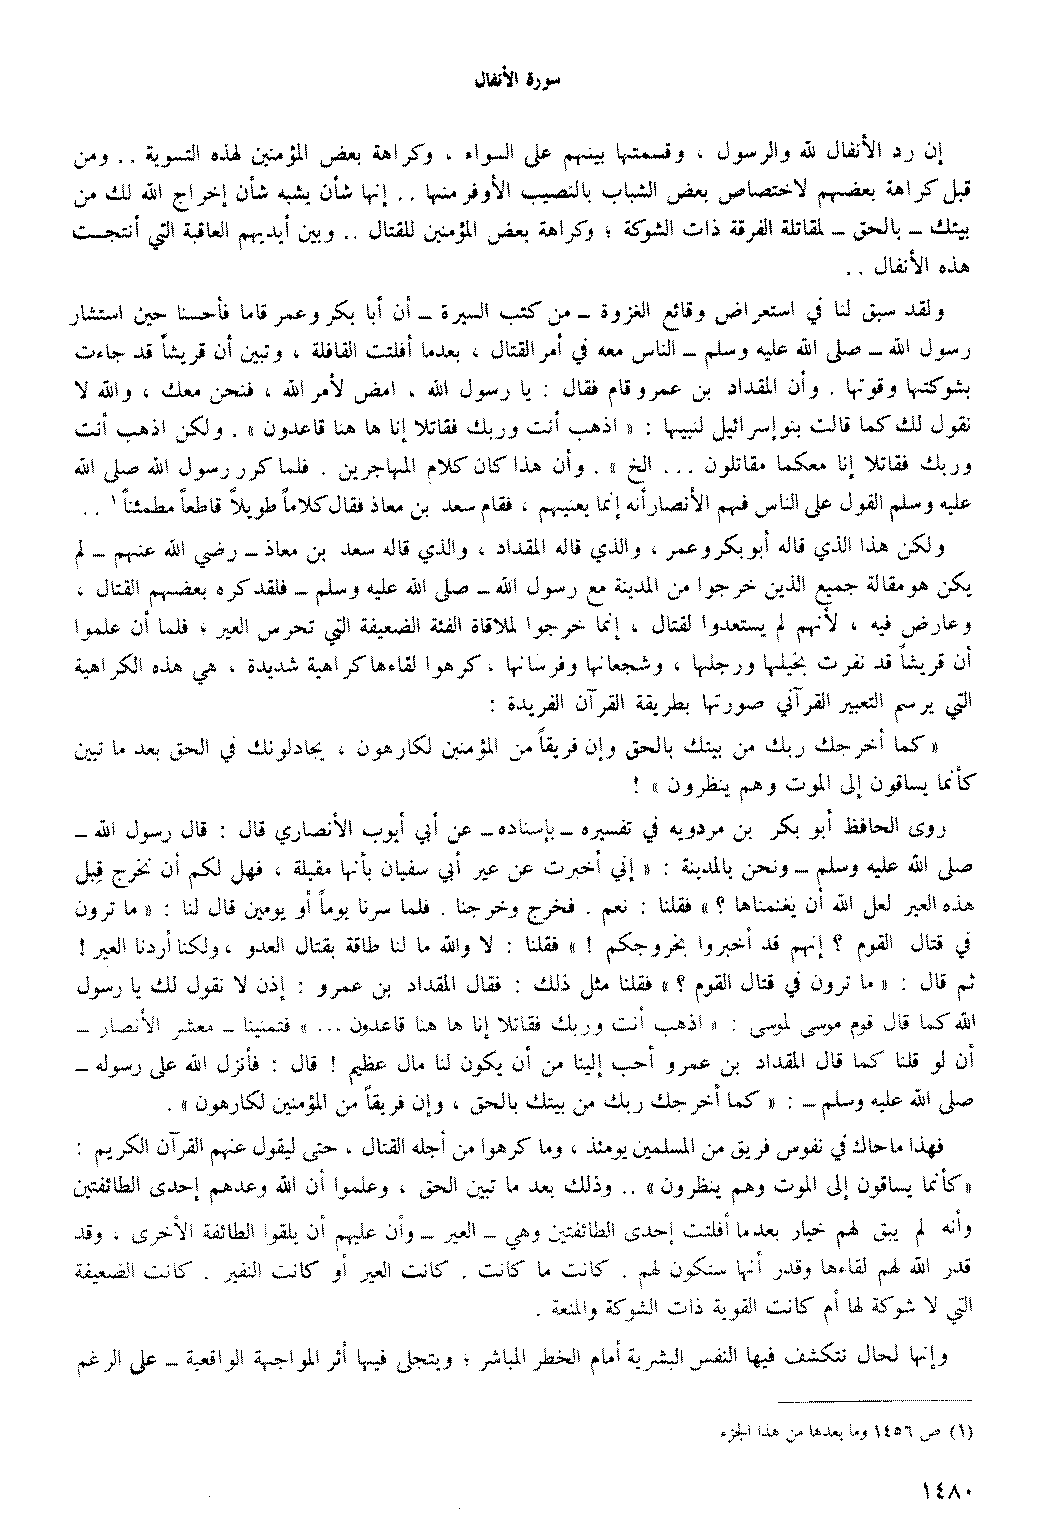 سورة الأنفال
إن رد الأنفال لله والرسول ، وقسمتها بينهم على السواء ، وكراهة بعض المؤمنين لهذه التسوية .. ومن
قبل كراهة بعضهم لاختصاص بعض الشباب بالنصيب الأوفر منها .. إنها شأن يشبه شأن إخراج الله لك من
بيتك – بالحق – لمقاتلة الفرقة ذات الشوكة ؛ وكراهة بعض المؤمنين للقتال .. وبين أيديهم العاقبة التي أنتجت
هذه الأنفال ..
ولقد سبق لنا في استعراض وقائع الغزوة – من كتب السيرة – أن أبا بكر وعمر قاما فأحسنا حين استشار
رسول الله – صلى الله عليه وسلم – الناس معه في أمر القتال ، بعدما أفلتت القافلة ، وتبين أن قريشاً قد جاءت
بشوكتها وقوتها . وأن المقداد بن عمرو قام فقال : يا رسول الله ، امض لأمر الله ، فنحن معك ، والله لا
نقول لك كما قالت بنو إسرائيل لنبيها : « اذهب أنت وربك فقاتلا إنا ها هنا قاعدون » . ولكن اذهب أنت
وربك فقاتلا إنا معكما مقاتلون ... الخ » . وأن هذا كان كلام المهاجرين . فلما كرر رسول الله صلى الله
عليه وسلم القول على الناس فهم الأنصار أنه إنما يعنيهم ، فقام سعد بن معاذ فقال كلاماً طويلاً قاطعاً مطمئناً ١ ..
ولكن هذا الذي قاله أبو بكر وعمر ، والذي قاله المقداد ، والذي قاله سعد بن معاذ – رضي الله عنهم – لم
يكن هو مقالة جميع الذين خرجوا من المدينة مع رسول الله – صلى الله عليه وسلم – فلقد كره بعضهم القتال ،
وعارض فيه ، لأنهم لم يستعدوا لقتال ، إنما خرجوا لملاقاة الفئة الضعيفة التي تحرس العير ؛ فلما أن علموا
أن قريشاً قد نفرت بخيلها ورجلها ، وشجعانها وفرسانها ، كرهوا لقاءها كراهية شديدة ، هي هذه الكراهية
التي يرسم التعبير القرآني صورتها بطريقة القرآن الفريدة :
« كما أخرجك ربك من بيتك بالحق وإن فريقاً من المؤمنين لكارهون ، يجادلونك في الحق بعد ما تبين
كأنما يساقون إلى الموت وهم ينظرون » !
روى الحافظ أبو بكر بن مردويه في تفسيره – بإسناده – عن أبي أيوب الأنصاري قال : قال رسول الله –
صلى الله عليه وسلم – ونحن بالمدينة : « إني أخبرت عن عير أبي سفيان بأنها مقبلة ، فهل لكم أن نخرج قِبل
هذه العير لعل الله أن يغنمناها ؟ » فقلنا : نعم . فخرج وخرجنا . فلما سرنا يوماً أو يومين قال لنا : « ما ترون
في قتال القوم ؟ إنهم قد أخبروا بخروجكم ! » فقلنا : لا والله ما لنا طاقة بقتال العدو ، ولكنا أردنا العير !
ثم قال : « ما ترون في قتال القوم ؟ » فقلنا مثل ذلك : فقال المقداد بن عمرو : إذن لا نقول لك يا رسول
الله كما قال قوم موسى لموسى : « اذهب أنت وربك فقاتلا إنا ها هنا قاعدون ... » فتمنينا – معشر الأنصار –
أن لو قلنا كما قال المقداد بن عمرو أحب إلينا من أن يكون لنا مال عظيم ! قال : فأنزل الله على رسوله –
صلى الله عليه وسلم – : « كما أخرجك ربك من بيتك بالحق ، وإن فريقاً من المؤمنين لكارهون » .
فهذا ما حاك في نفوس فريق من المسلمين يومئذ ، وما كرهوا من أجله القتال ، حتى ليقول عنهم القرآن الكريم :
« كأنما يساقون إلى الموت وهم ينظرون » .. وذلك بعد ما تبين الحق ، وعلموا أن الله وعدهم إحدى الطائفتين
وأنه لم يبق لهم خيار بعدما أفلتت إحدى الطائفتين وهي – العير – وأن عليهم أن يلقوا الطائفة الأخرى ، وقد
قدر الله لهم لقاءها وقدر أنها ستكون لهم . كانت ما كانت . كانت العير أو كانت النفير . كانت الضعيفة
التي لا شوكة لها أم كانت القوية ذات الشوكة والمنعة .
وإنها لحال تتكشف فيها النفس البشرية أمام الخطر المباشر ؛ ويتجلى فيها أثر المواجهة الواقعية – على الرغم
(١) ص ١٤٥٦ وما بعدها من هذا الجزء
١٤٨٠